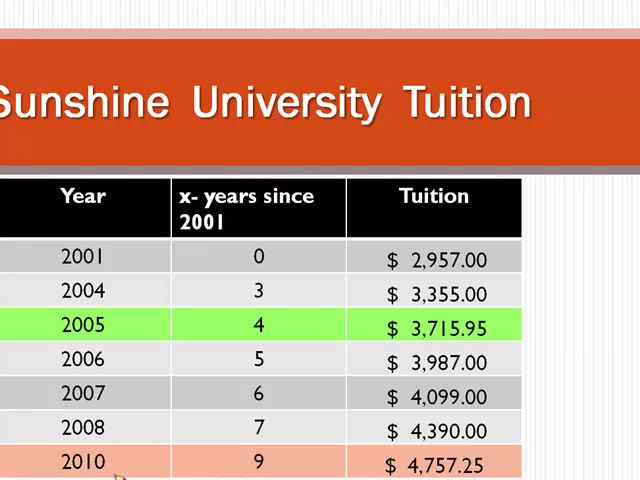 Sunshine University Tuition
Year x- years since 2001 Tuition
2001 0 $ 2,957.00
2004 3 $ 3,355.00
2005 4 $ 3,715.95
2006 5 $ 3,987.00
2007 6 $ 4,099.00
2008 7 $ 4,390.00
2010 9 $ 4,757.25